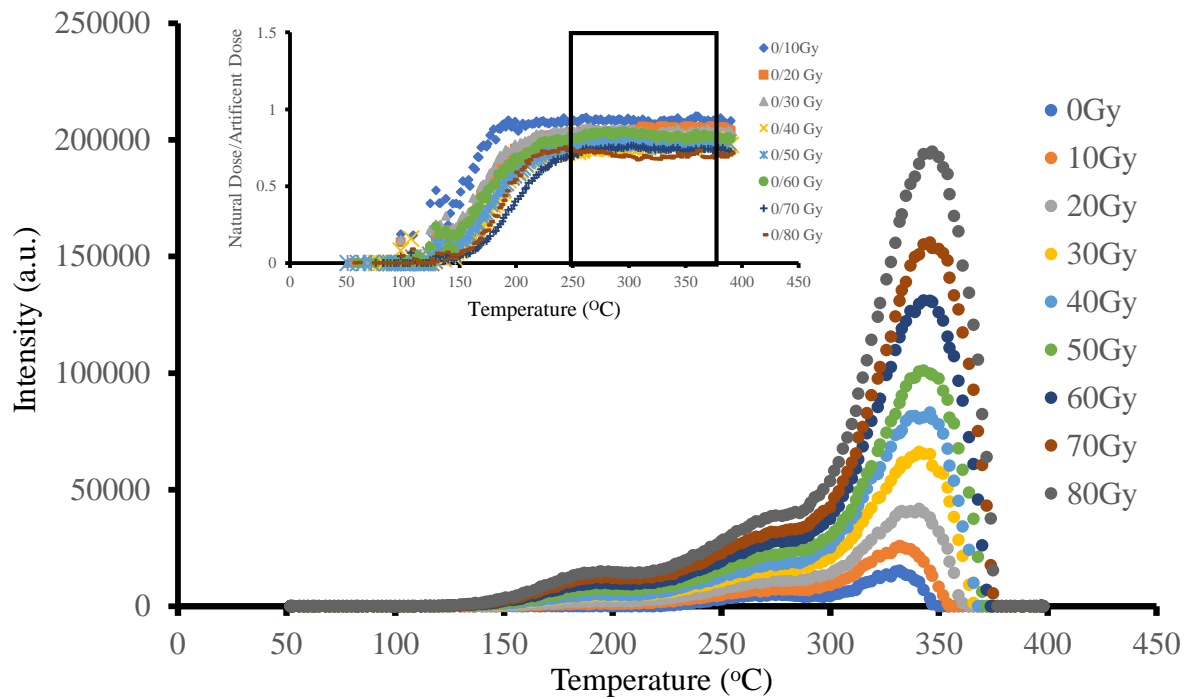 250000
200000
150000
100000
50000
0
Intensity (a.u.)
0 50 100 150 200 250 300 350 400 450
Temperature (°C)
0Gy
10Gy
20Gy
30Gy
40Gy
50Gy
60Gy
70Gy
80Gy
1.5
1
0.5
0
Natural Dose/Artificent Dose
0 50 100 150 200 250 300 350 400 450
Temperature (ᴼC)
0/10Gy
0/20 Gy
0/30 Gy
0/40 Gy
0/50 Gy
0/60 Gy
0/70 Gy
0/80 Gy